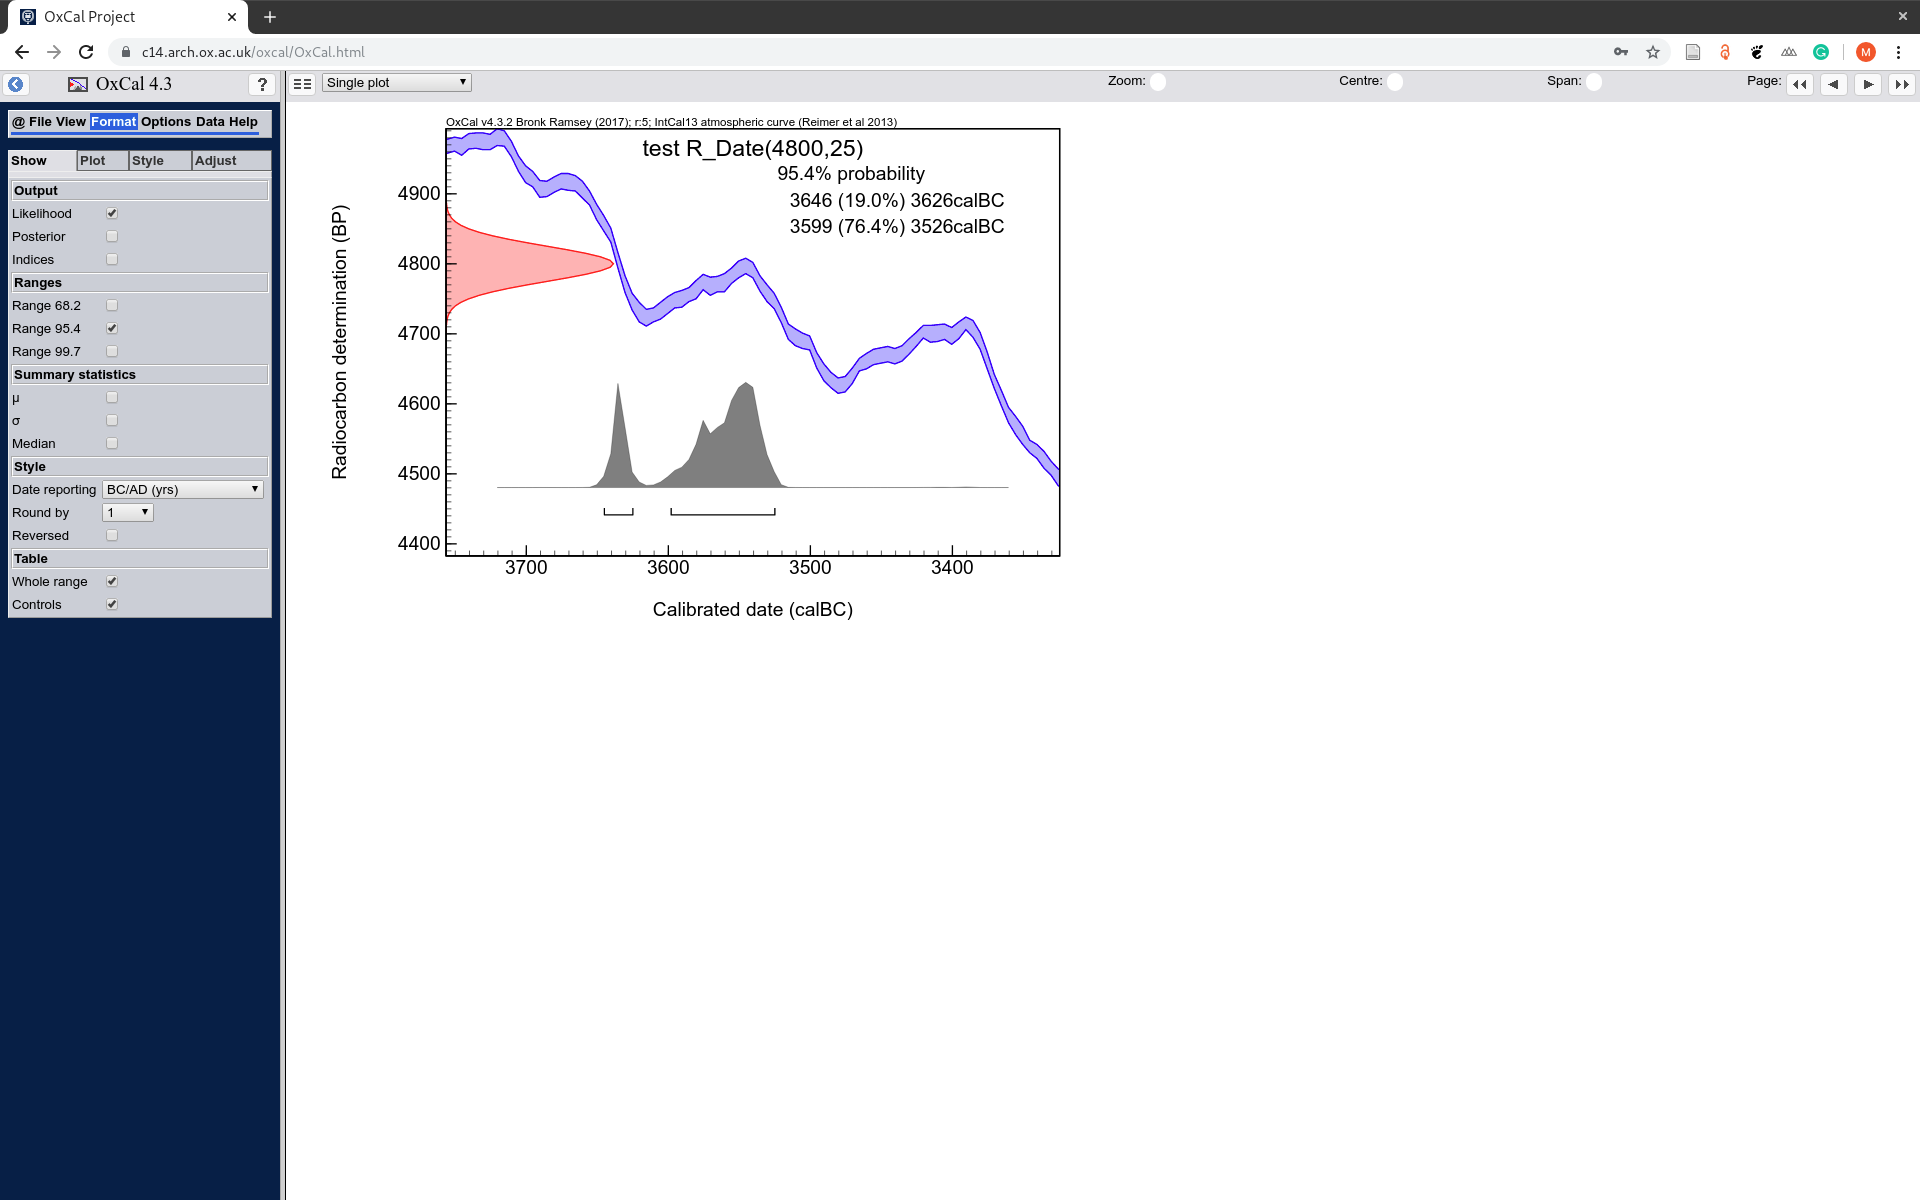 OxCal Project
c14.arch.ox.ac.uk/oxcal/OxCal.html
M
OxCal 4.3
?
Single plot
Zoom:
Centre:
Span:
Page:
@ File View Format Options Data Help
Show Plot Style Adjust
Output
Likelihood
Posterior
Indices
Ranges
Range 68.2
Range 95.4
Range 99.7
Summary statistics
μ
σ
Median
Style
Date reporting BC/AD (yrs)
Round by 1
Reversed
Table
Whole range
Controls
OxCal v4.3.2 Bronk Ramsey (2017); r:5; IntCal13 atmospheric curve (Reimer et al 2013)
test R_Date(4800,25)
95.4% probability
3646 (19.0%) 3626calBC
3599 (76.4%) 3526calBC
Radiocarbon determination (BP)
4900
4800
4700
4600
4500
4400
3700 3600 3500 3400
Calibrated date (calBC)